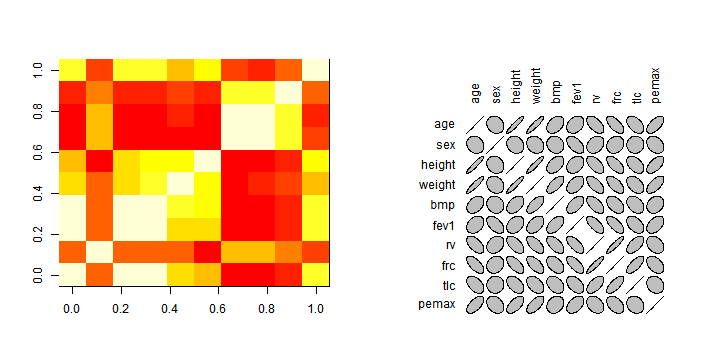 1.0
0.8
0.6
0.4
0.2
0.0
0.0 0.2 0.4 0.6 0.8 1.0
age sex height weight bmp fev1 rv frc tlc pemax
age
sex
height
weight
bmp
fev1
rv
frc
tlc
pemax